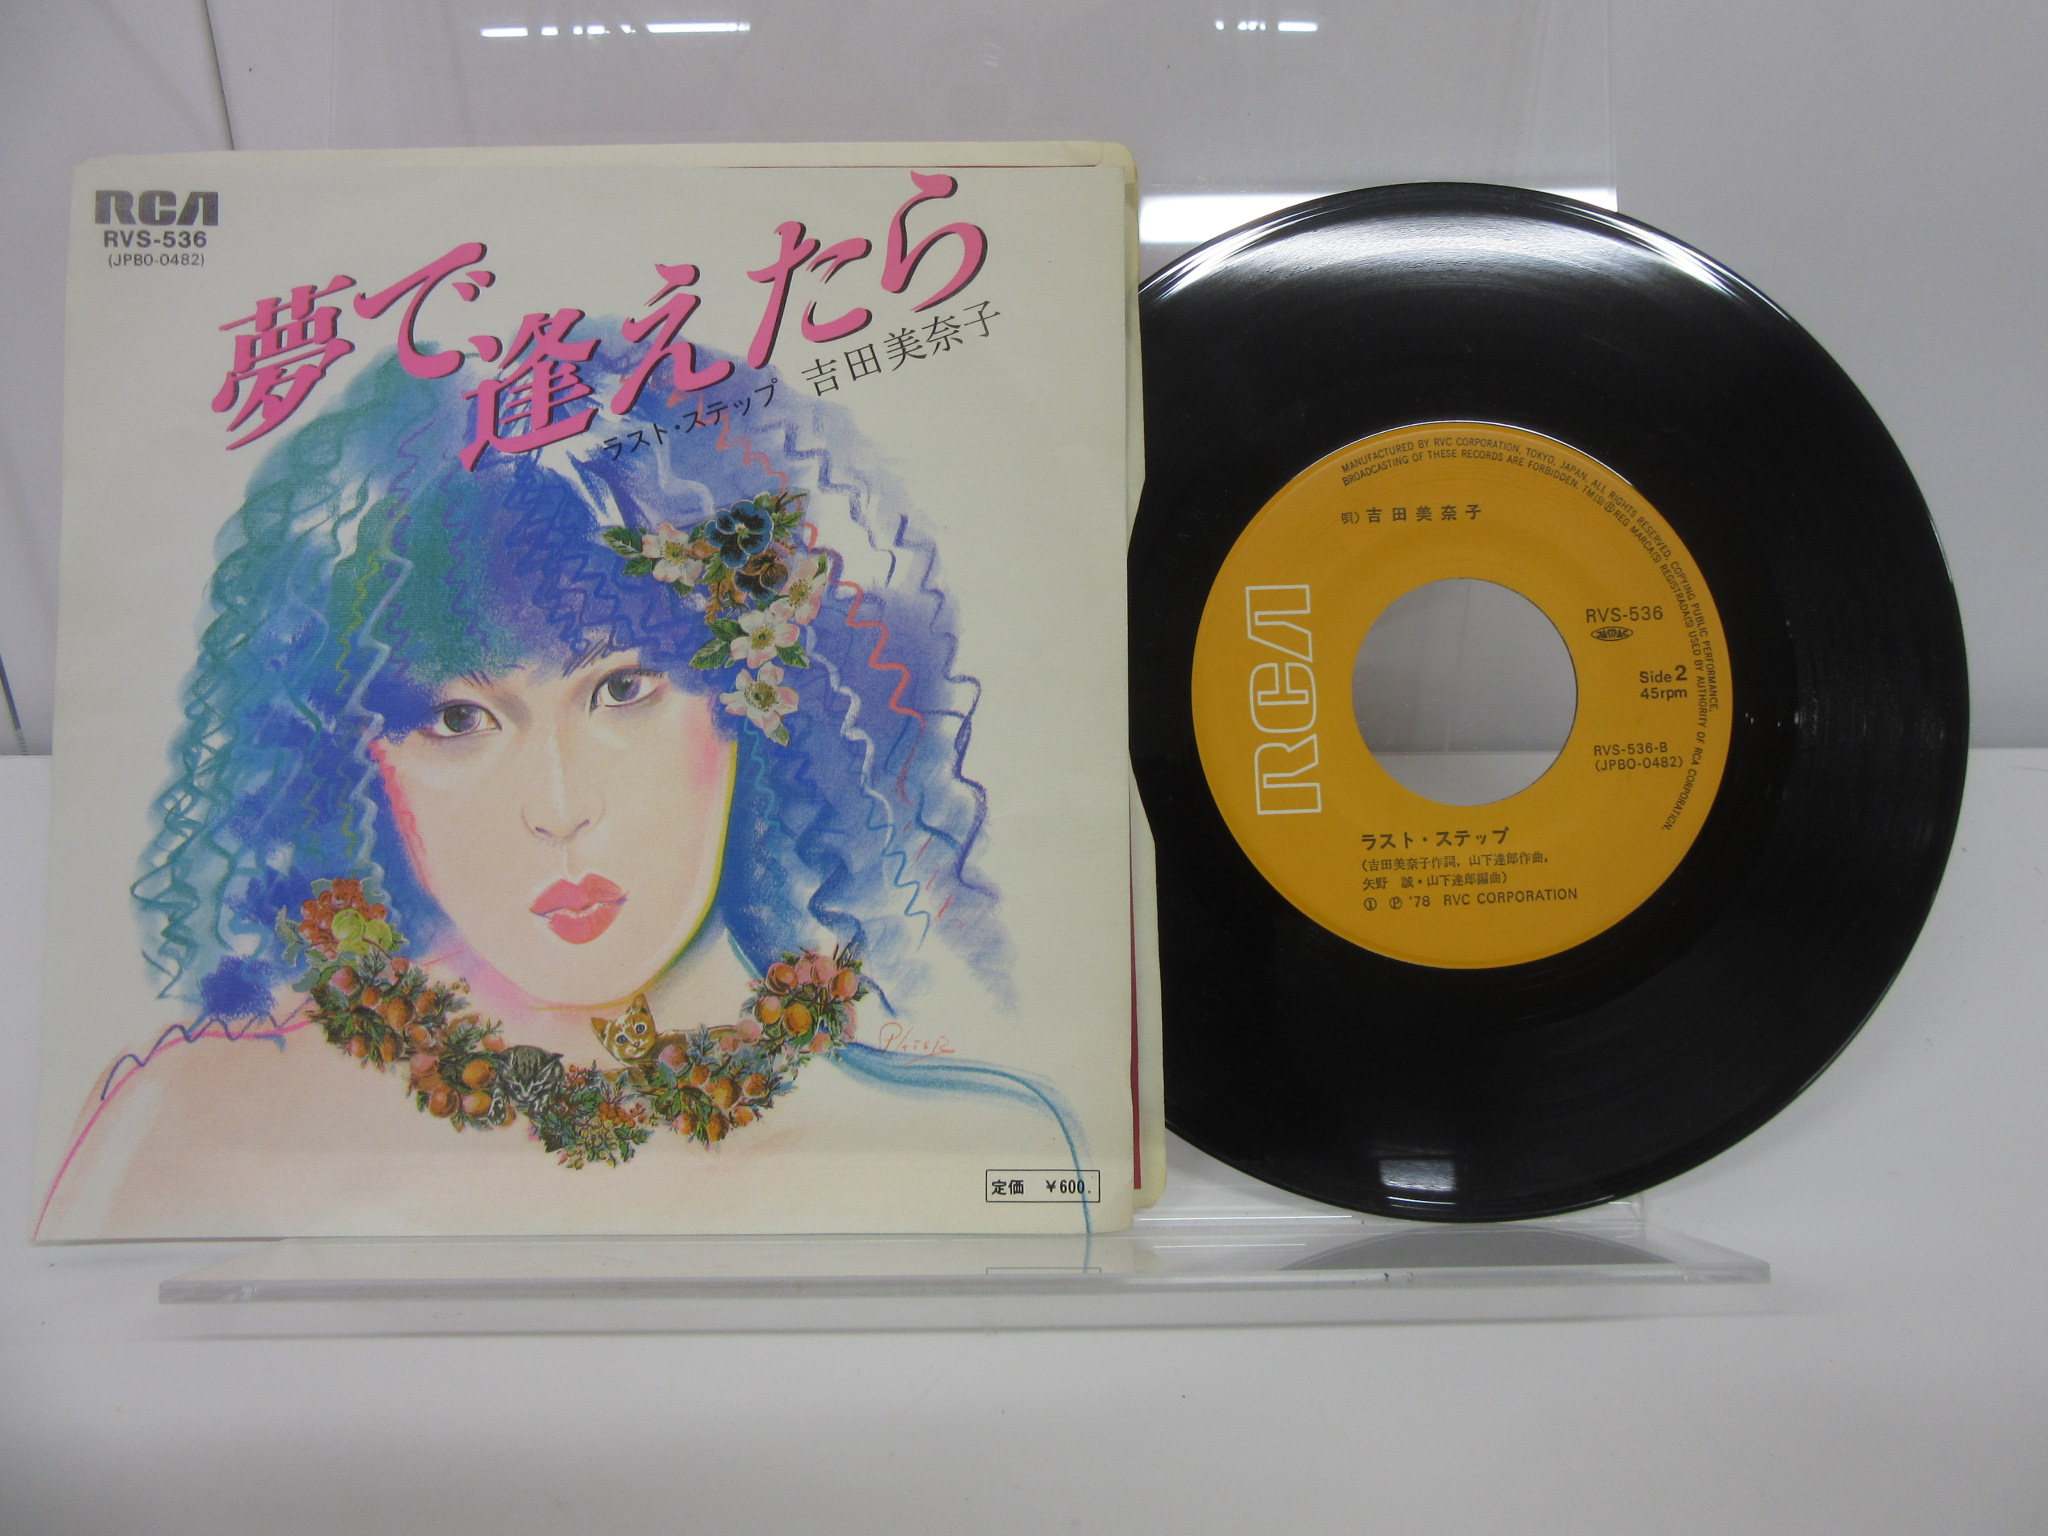 RCA
RVS-536
(JPBO-0482)
夢で逢えたら
ラスト・ステップ 吉田美奈子
定価 ¥600.
MANUFACTURED BY RVC CORPORATION, TOKYO, JAPAN. ALL RIGHTS RESERVED. COPYING PUBLIC PERFORMANCE,
BROADCASTING OF THESE RECORDS ARE FORBIDDEN. TM(S)®REG MARCA(S) REGISTRADA(S) USED BY AUTHORITY OF RCA CORPORATION.
唄) 吉田美奈子
RCA
RVS-536
Side 2
45rpm
RVS-536-B
(JPBO-0482)
ラスト・ステップ
(吉田美奈子作詞, 山下達郎作曲,
矢野 誠・山下達郎編曲)
① Ⓟ '78 RVC CORPORATION